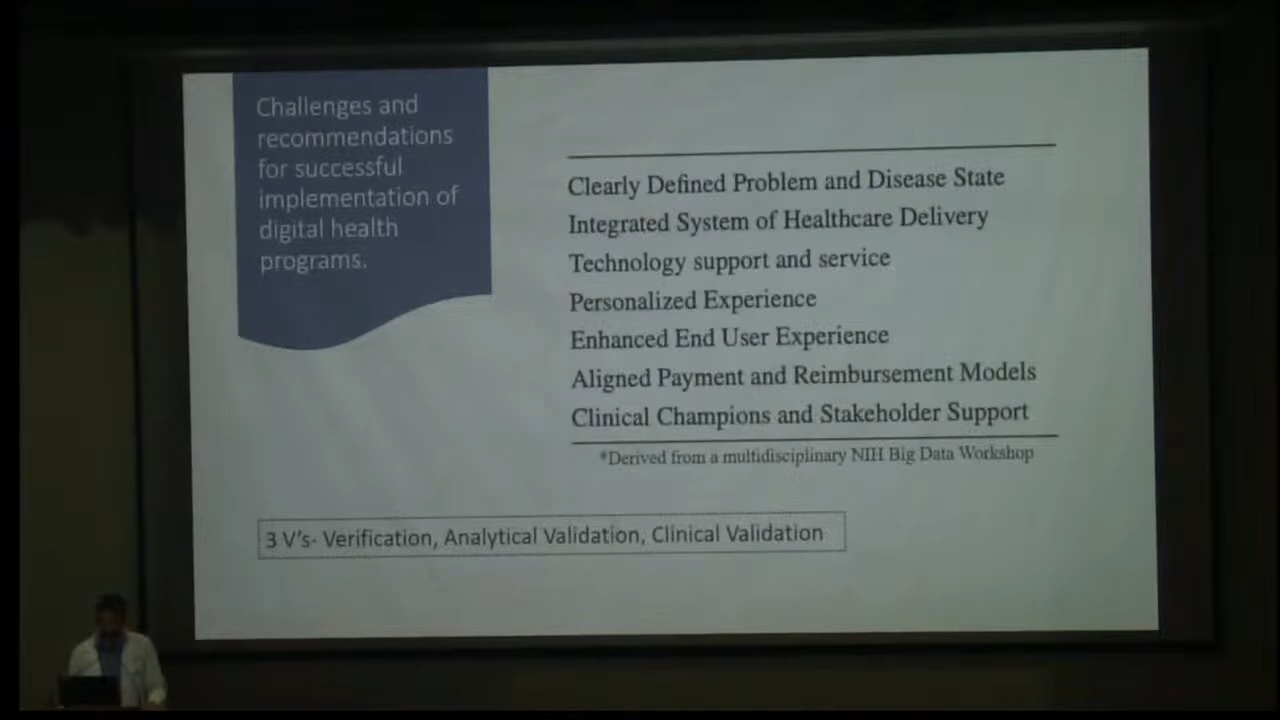 Challenges and
recommendations
for successful
implementation of
digital health
programs.
Clearly Defined Problem and Disease State
Integrated System of Healthcare Delivery
Technology support and service
Personalized Experience
Enhanced End User Experience
Aligned Payment and Reimbursement Models
Clinical Champions and Stakeholder Support
*Derived from a multidisciplinary NIH Big Data Workshop
3 V's- Verification, Analytical Validation, Clinical Validation